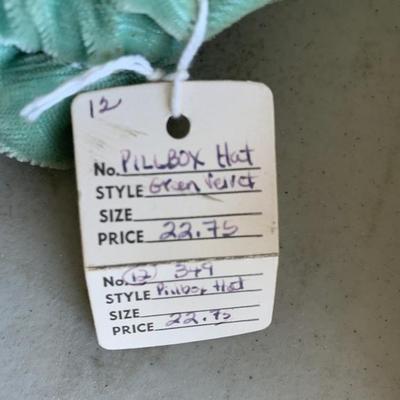 12
No. PILLBOX Hat
STYLE Green Velvet
SIZE
PRICE 22.75
No. 12 349
STYLE Pillbox Hat
SIZE
PRICE 22.75